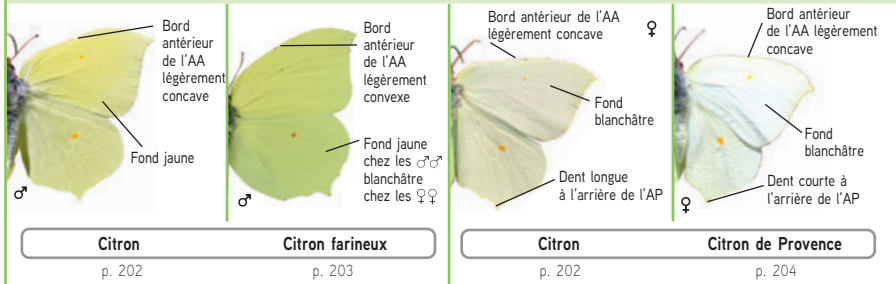 Bord
antérieur
de l'AA
légèrement
concave
Fond jaune
♂
Bord
antérieur
de l'AA
légèrement
convexe
Fond jaune
chez les ♂♂
blanchâtre
chez les ♀♀
♂
Bord antérieur de l'AA
légèrement concave
♀
Fond
blanchâtre
Dent longue
à l'arrière de l'AP
Bord antérieur
de l'AA légèrement
concave
Fond
blanchâtre
Dent courte à
l'arrière de l'AP
♀
Citron
Citron farineux
Citron
Citron de Provence
p. 202
p. 203
p. 202
p. 204